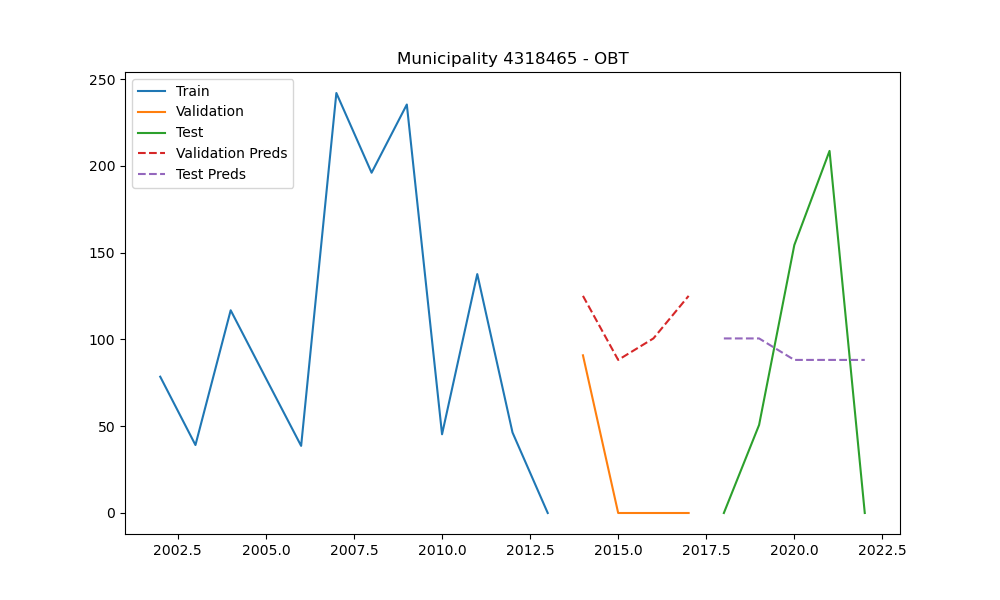 Municipality 4318465 - OBT
250
200
150
100
50
0
Train
Validation
Test
Validation Preds
Test Preds
2002.5 2005.0 2007.5 2010.0 2012.5 2015.0 2017.5 2020.0 2022.5